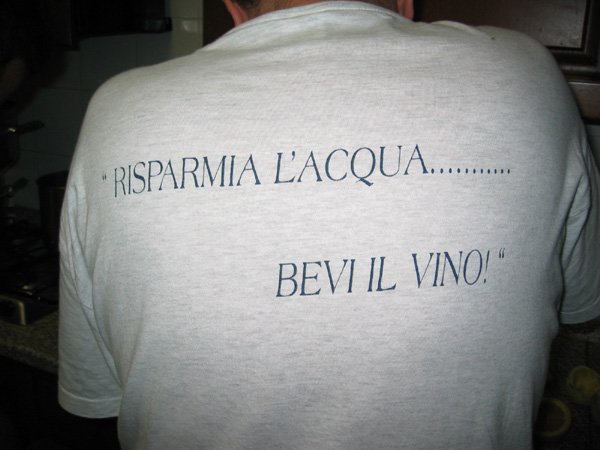 “ RISPARMIA L'ACQUA...........
BEVI IL VINO! “